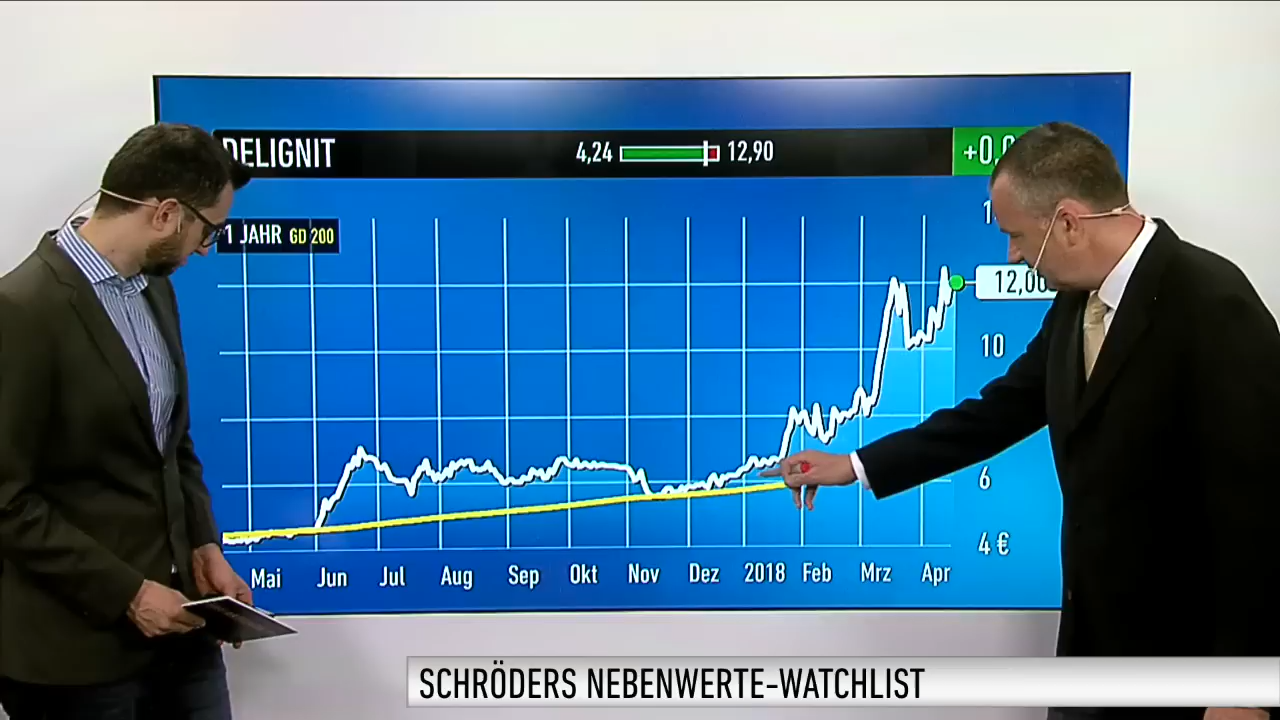 DELIGNIT 4,24 12,90
1 JAHR GD 200
10
6
4 €
Mai Jun Jul Aug Sep Okt Nov Dez 2018 Feb Mrz Apr
SCHRÖDERS NEBENWERTE-WATCHLIST